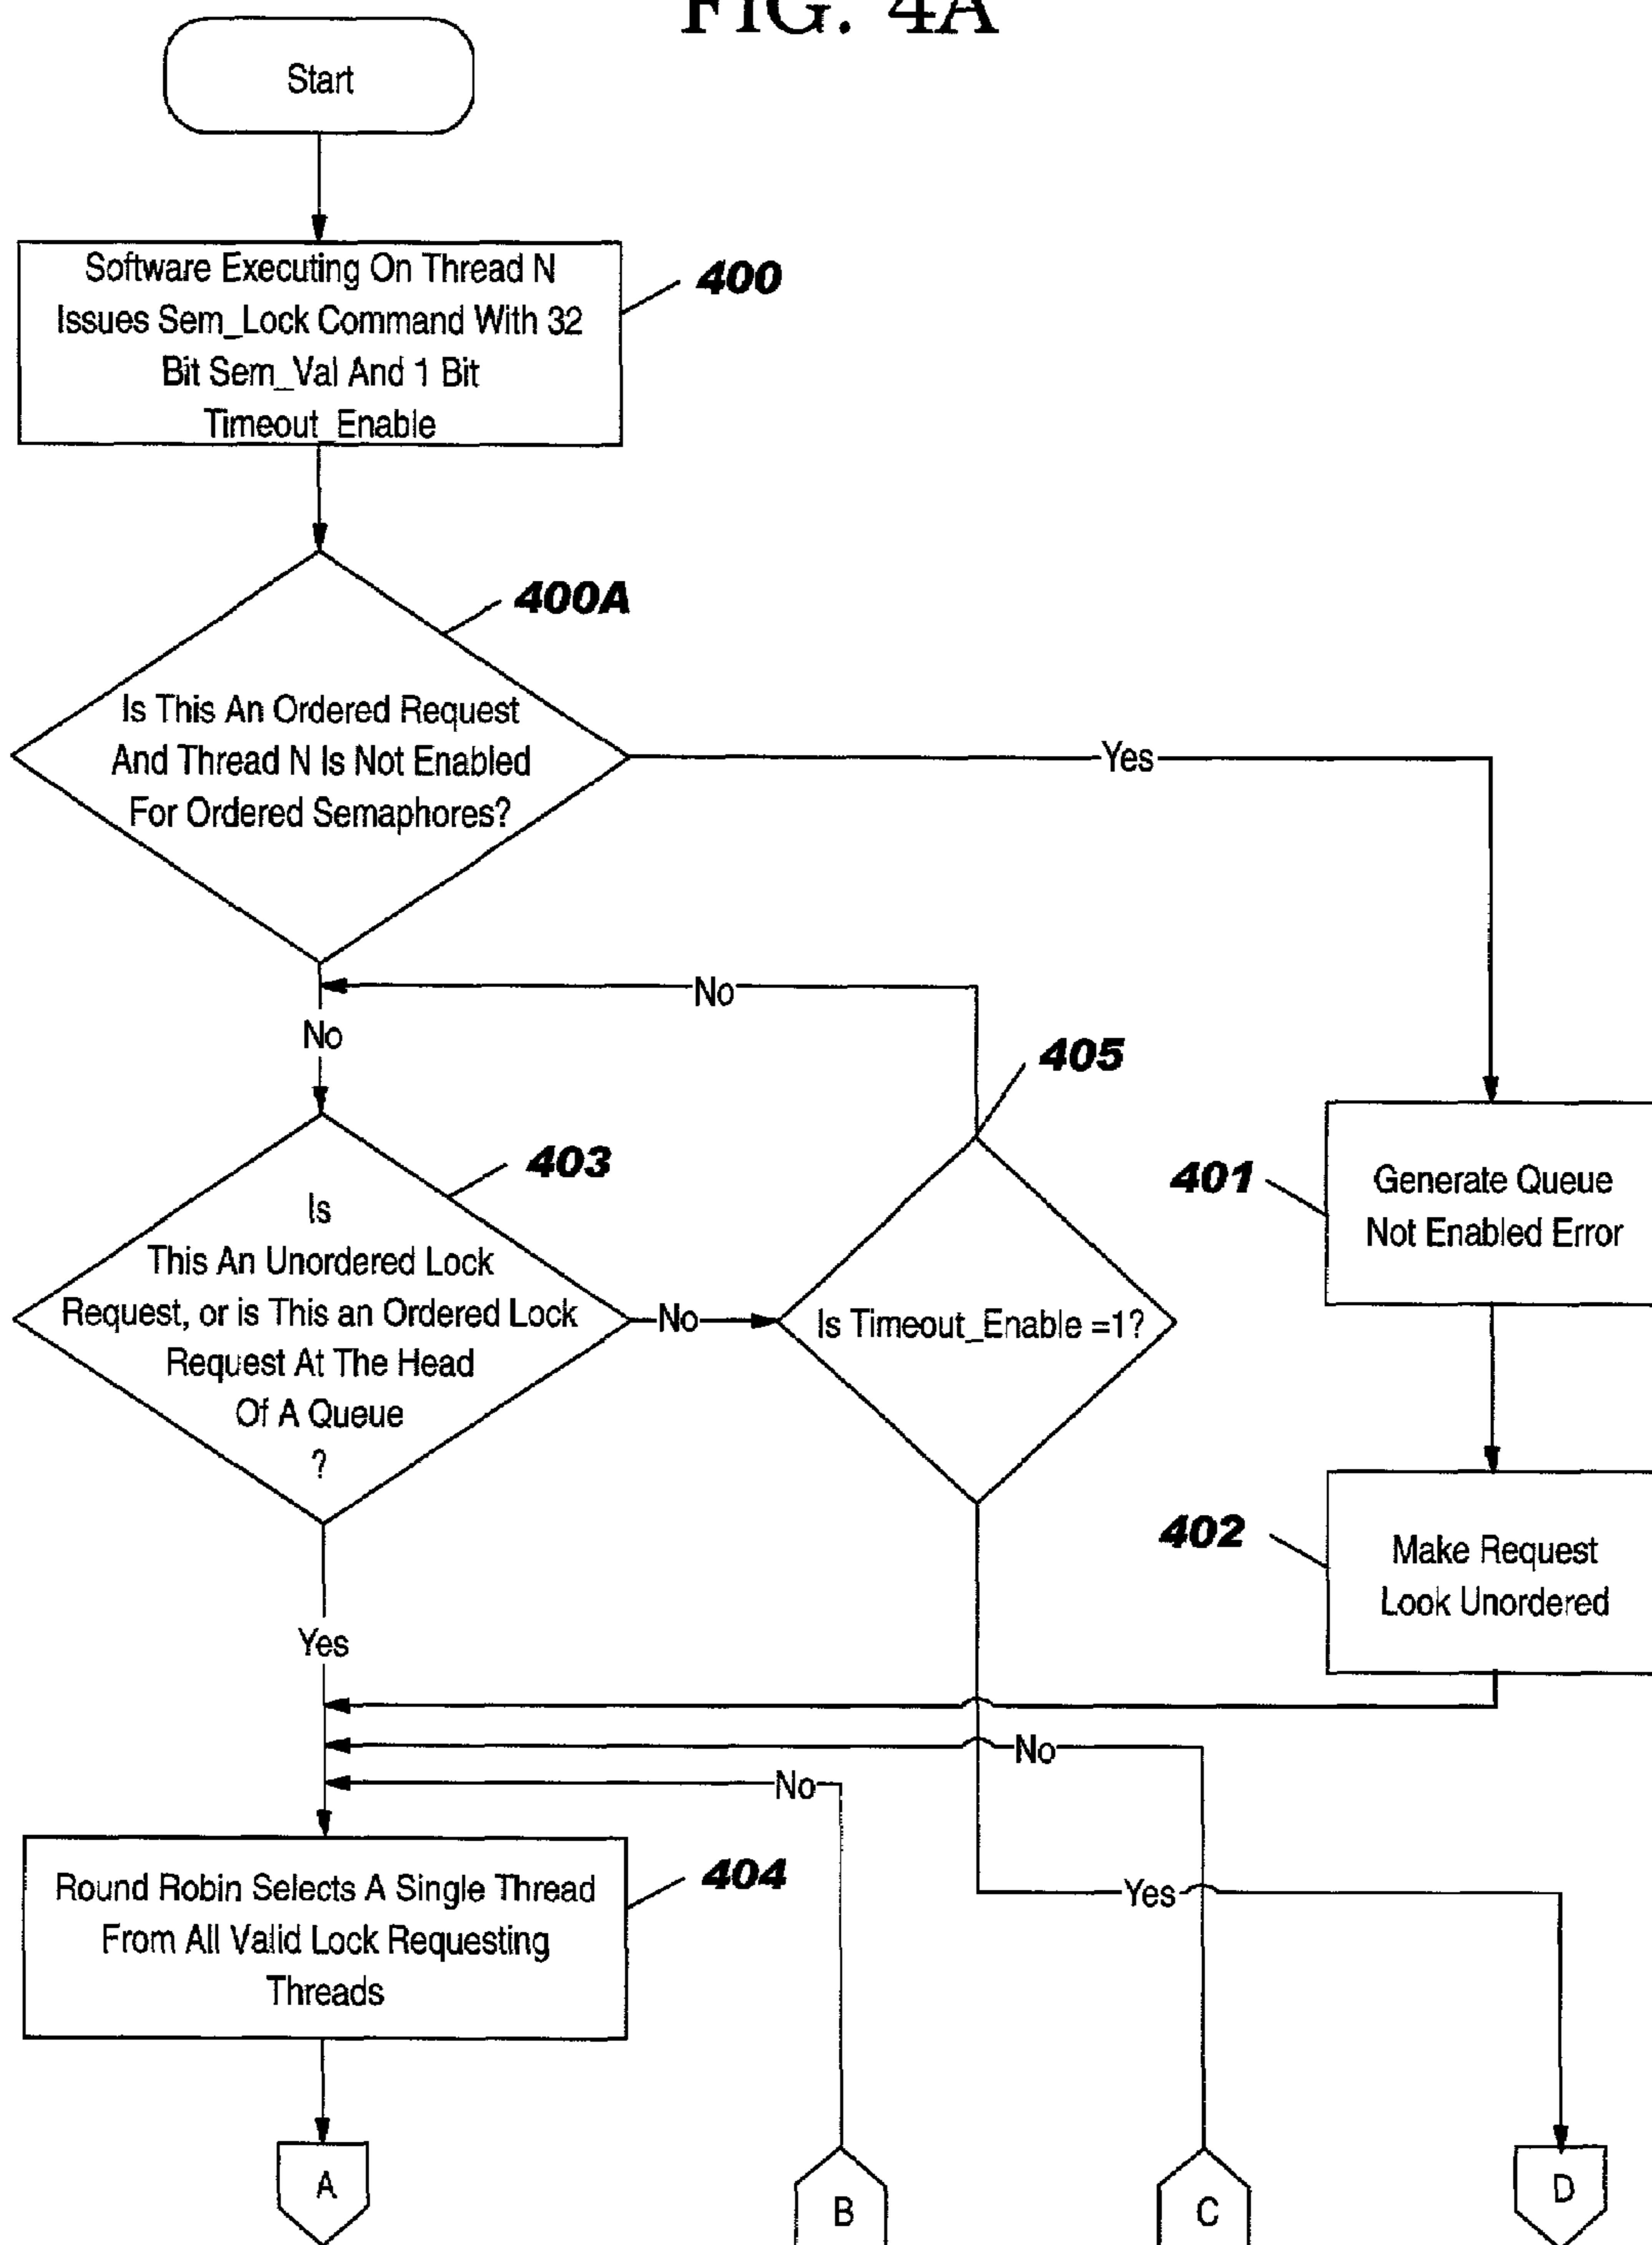 FIG. 4A
Start
Software Executing On Thread N
Issues Sem_Lock Command With 32
Bit Sem_Val And 1 Bit
Timeout_Enable
400
400A
Is This An Ordered Request
And Thread N Is Not Enabled
For Ordered Semaphores?
Yes
No
No
405
403
Is
This An Unordered Lock
Request, or is This an Ordered Lock
Request At The Head
Of A Queue
?
No
Is Timeout_Enable =1?
401
Generate Queue
Not Enabled Error
402
Make Request
Look Unordered
Yes
No
No
404
Round Robin Selects A Single Thread
From All Valid Lock Requesting
Threads
Yes
A
B
C
D